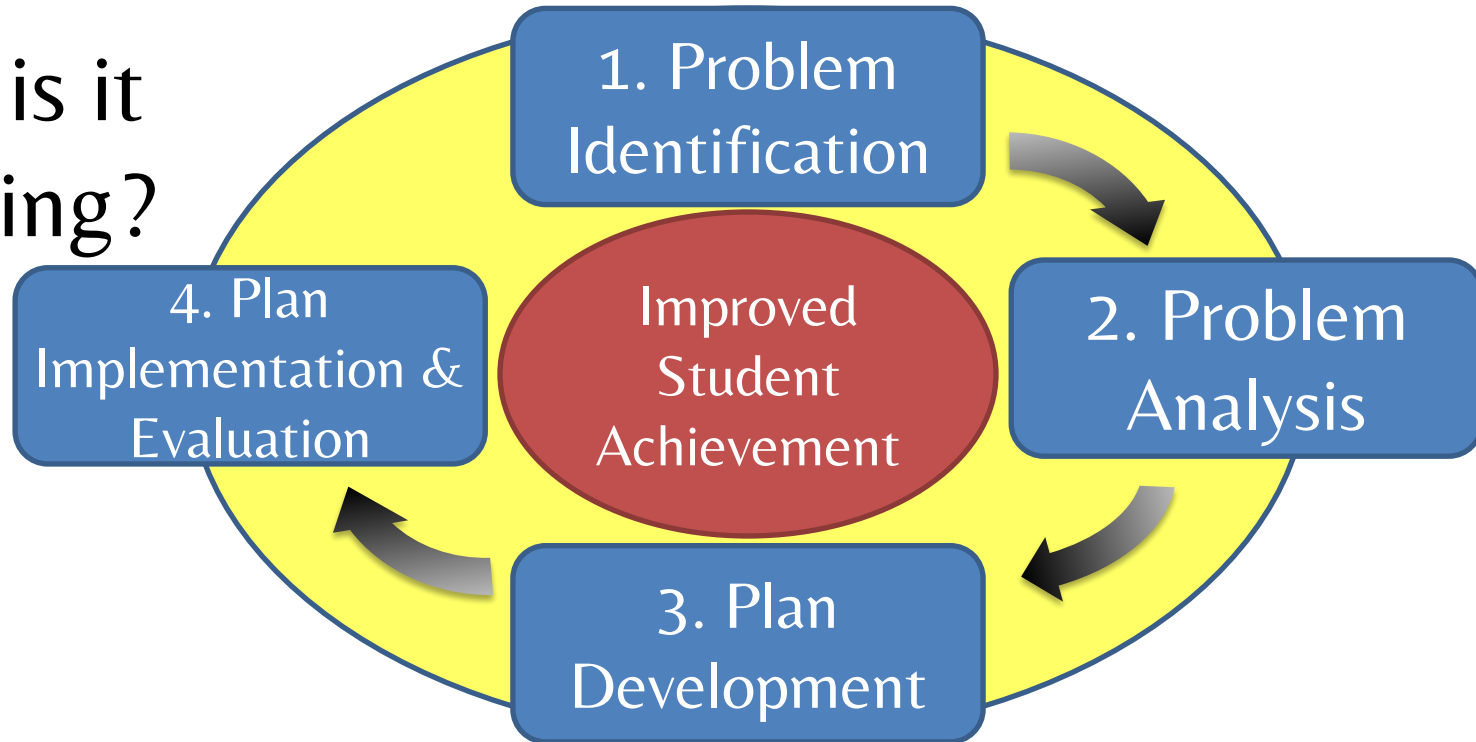 is it
ing?
1. Problem
Identification
2. Problem
Analysis
3. Plan
Development
4. Plan
Implementation &
Evaluation
Improved
Student
Achievement